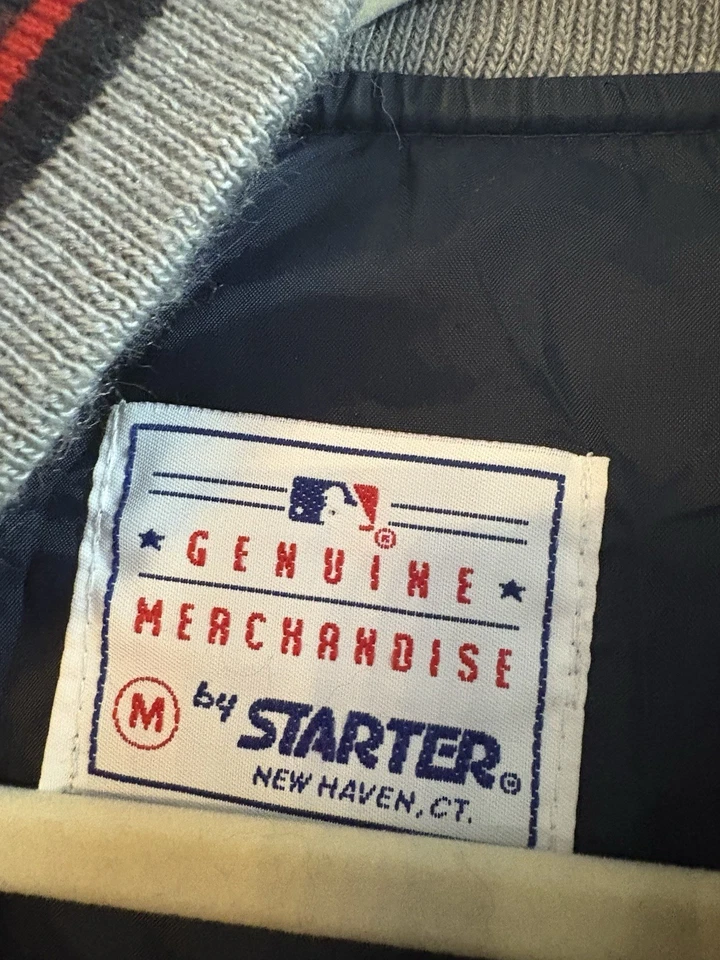 ®
GENUINE
MERCHANDISE
M by STARTER®
NEW HAVEN, CT.